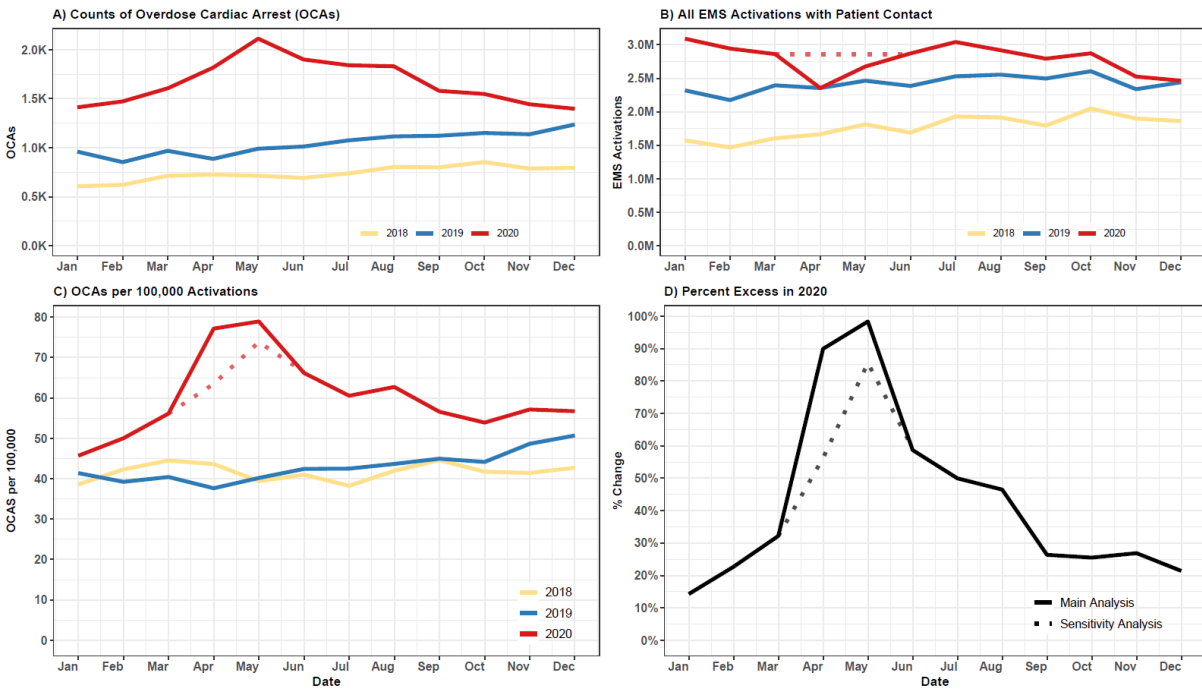 A) Counts of Overdose Cardiac Arrest (OCAs)
OCAs
2.0K
1.5K
1.0K
0.5K
0.0K
2018 2019 2020
Jan Feb Mar Apr May Jun Jul Aug Sep Oct Nov Dec
B) All EMS Activations with Patient Contact
EMS Activations
3.0M
2.5M
2.0M
1.5M
1.0M
0.5M
0.0M
2018 2019 2020
Jan Feb Mar Apr May Jun Jul Aug Sep Oct Nov Dec
C) OCAs per 100,000 Activations
OCAS per 100,000
80
70
60
50
40
30
20
10
0
2018
2019
2020
Jan Feb Mar Apr May Jun Jul Aug Sep Oct Nov Dec
Date
D) Percent Excess in 2020
% Change
100%
90%
80%
70%
60%
50%
40%
30%
20%
10%
0%
Main Analysis
Sensitivity Analysis
Jan Feb Mar Apr May Jun Jul Aug Sep Oct Nov Dec
Date